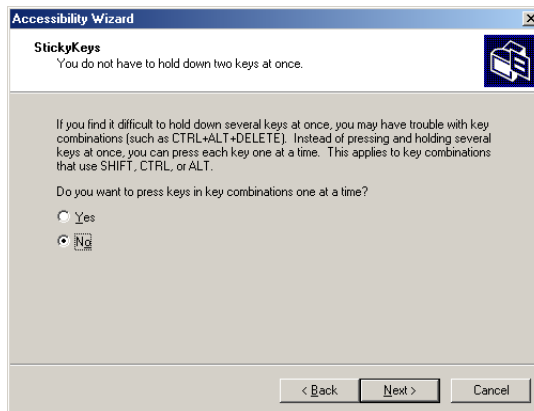 Accessibility Wizard
StickyKeys
You do not have to hold down two keys at once.
If you find it difficult to hold down several keys at once, you may have trouble with key
combinations (such as CTRL+ALT+DELETE). Instead of pressing and holding several
keys at once, you can press each key one at a time. This applies to key combinations
that use SHIFT, CTRL, or ALT.
Do you want to press keys in key combinations one at a time?
Yes
No
< Back
Next >
Cancel